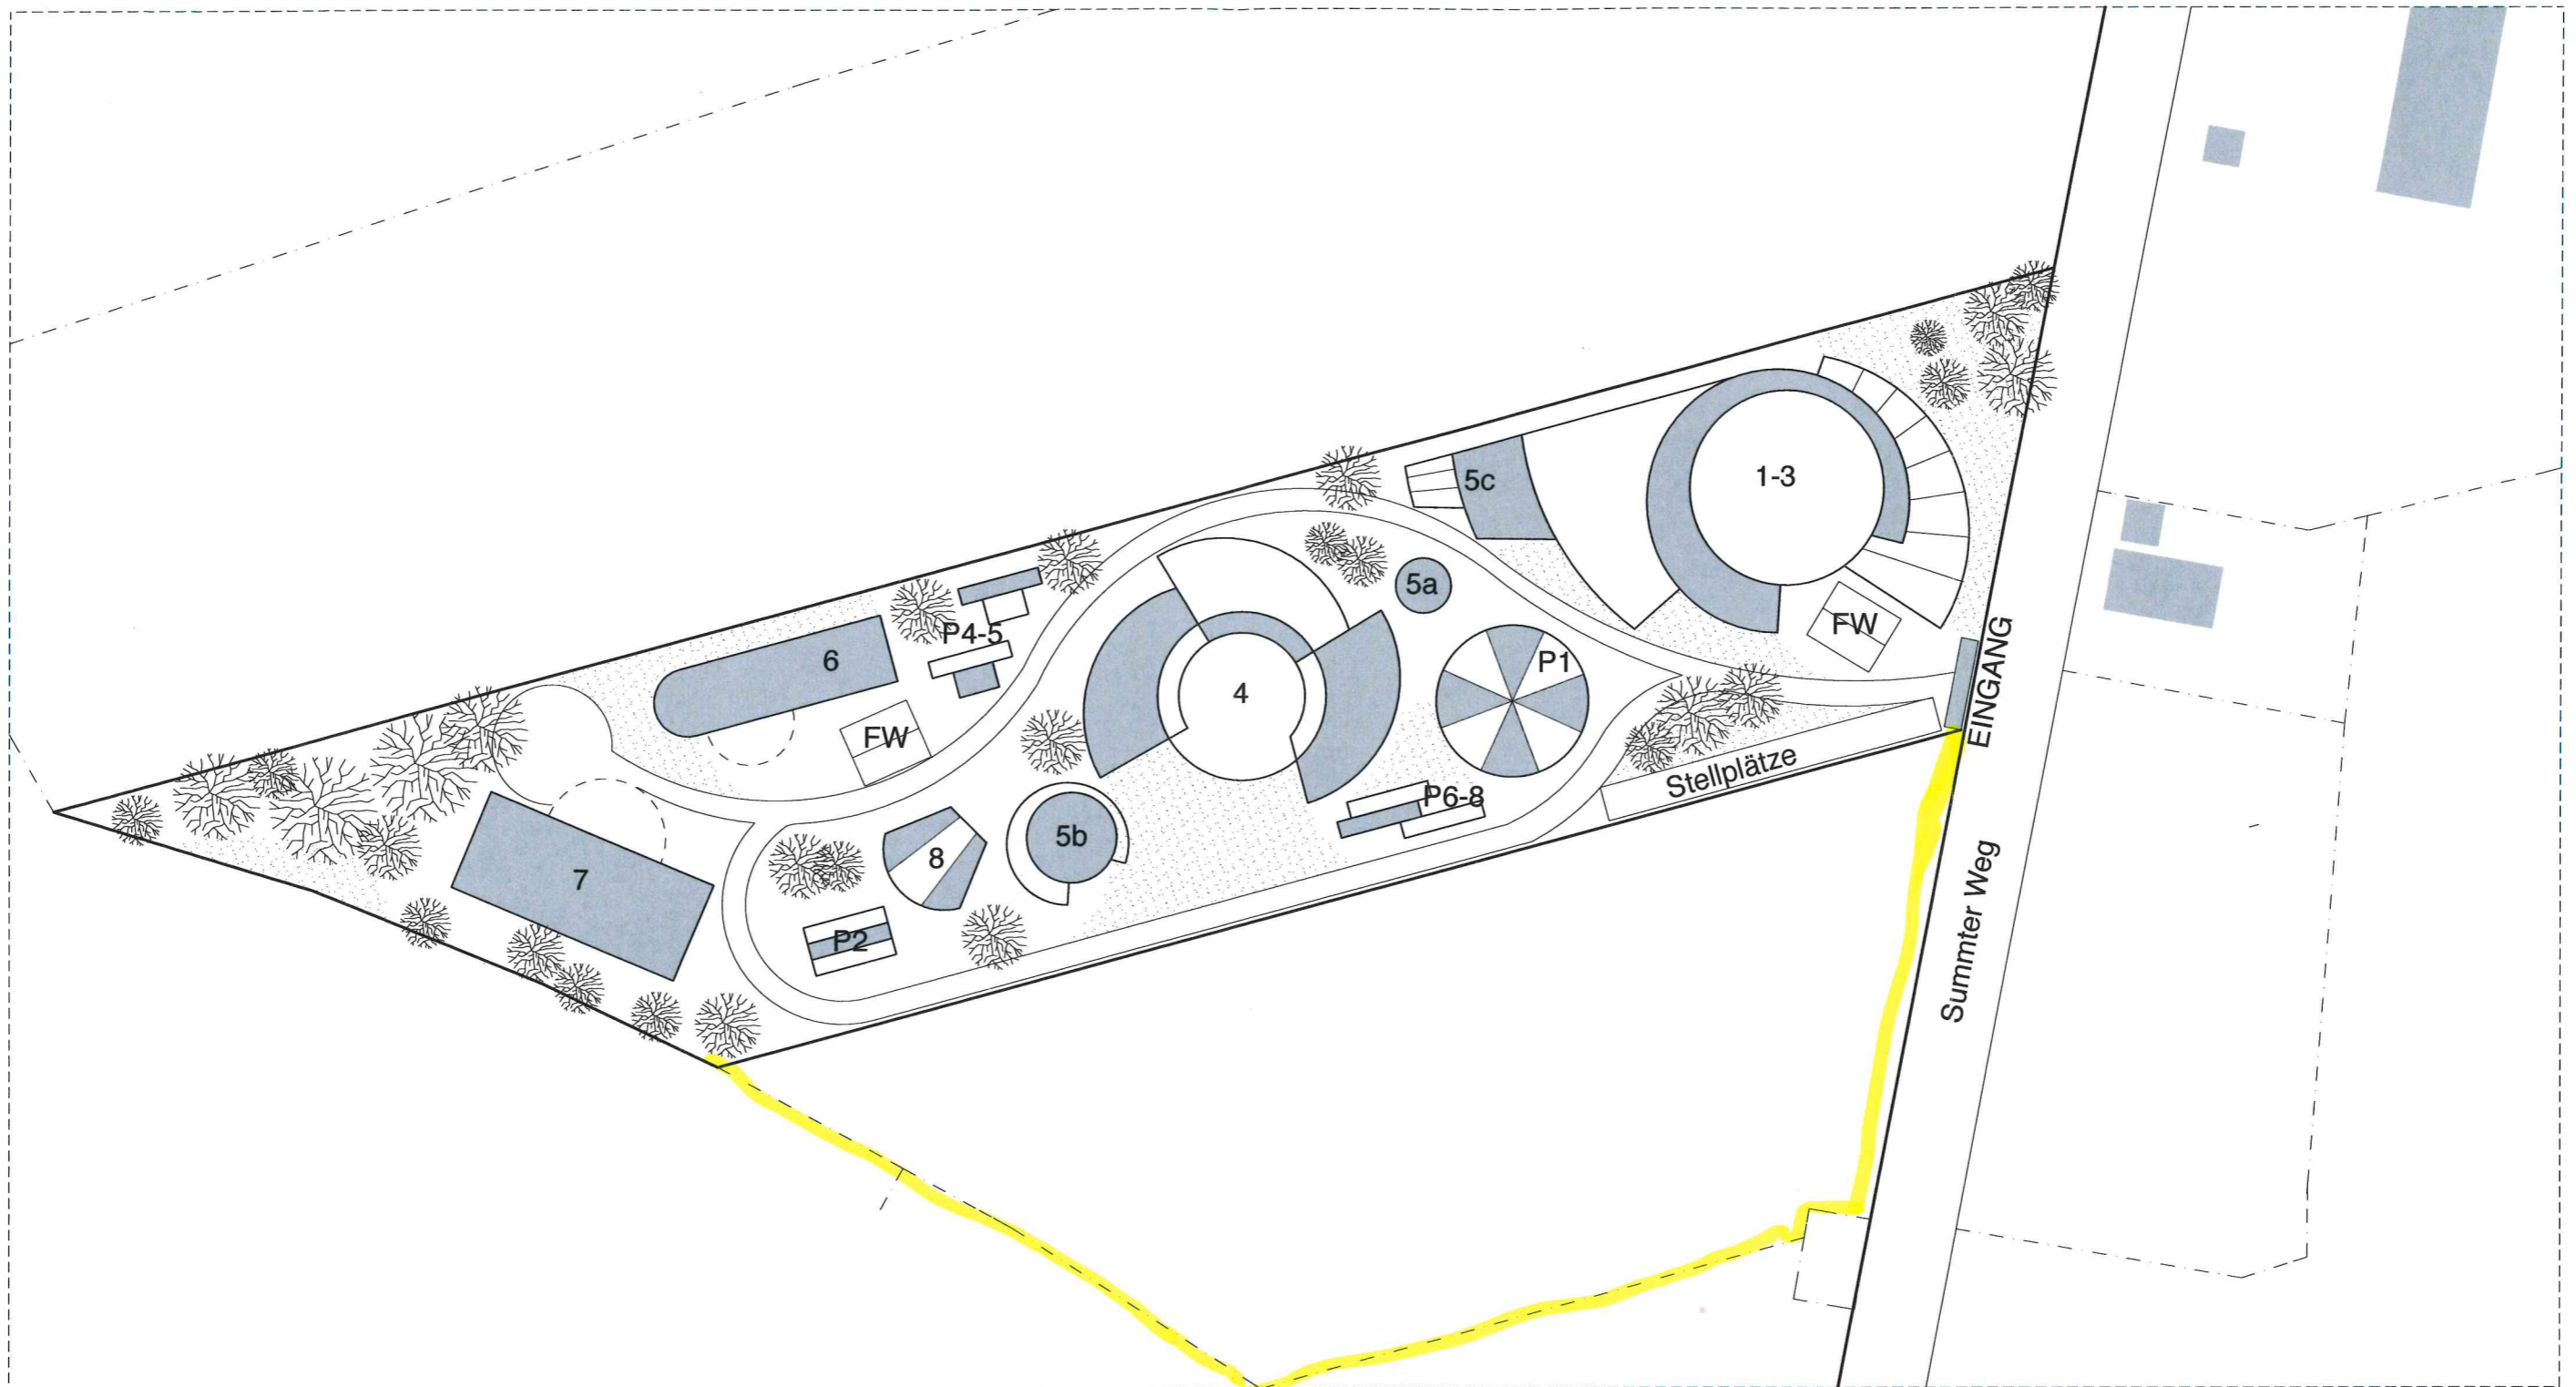 5c
1-3
5a
FW
P4-5
6
P1
EINGANG
4
FW
Stellplätze
P6-8
5b
8
7
P2
Summter Weg